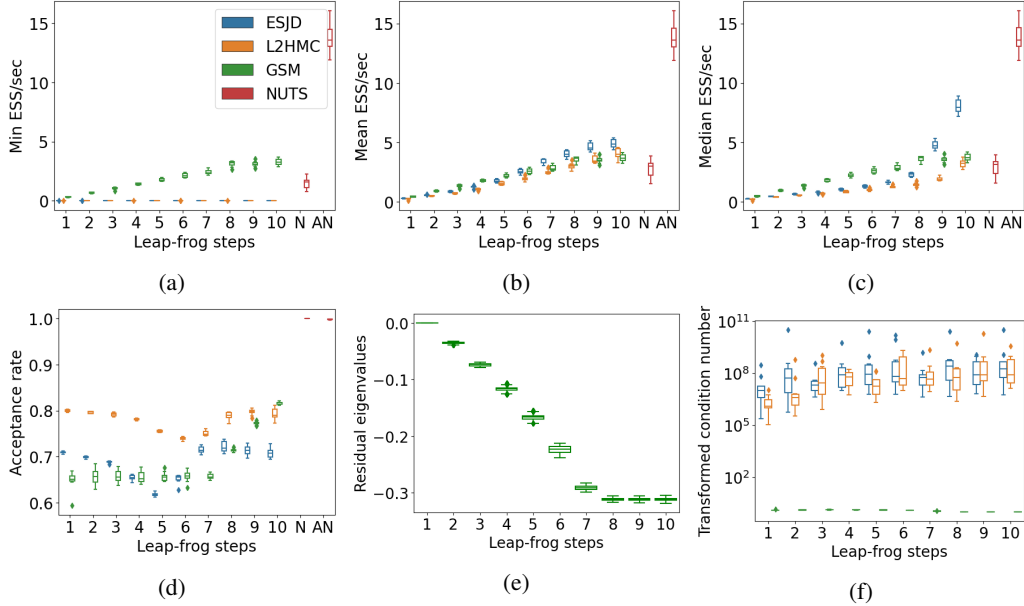 Min ESS/sec
15
10
5
0
ESJD
L2HMC
GSM
NUTS
1 2 3 4 5 6 7 8 9 10 N AN
Leap-frog steps
(a)
Mean ESS/sec
15
10
5
0
1 2 3 4 5 6 7 8 9 10 N AN
Leap-frog steps
(b)
Median ESS/sec
15
10
5
0
1 2 3 4 5 6 7 8 9 10 N AN
Leap-frog steps
(c)
Acceptance rate
1.0
0.9
0.8
0.7
0.6
1 2 3 4 5 6 7 8 9 10 N AN
Leap-frog steps
(d)
Residual eigenvalues
0.0
−0.1
−0.2
−0.3
1 2 3 4 5 6 7 8 9 10
Leap-frog steps
(e)
Transformed condition number
10¹¹
10⁸
10⁵
10²
1 2 3 4 5 6 7 8 9 10
Leap-frog steps
(f)